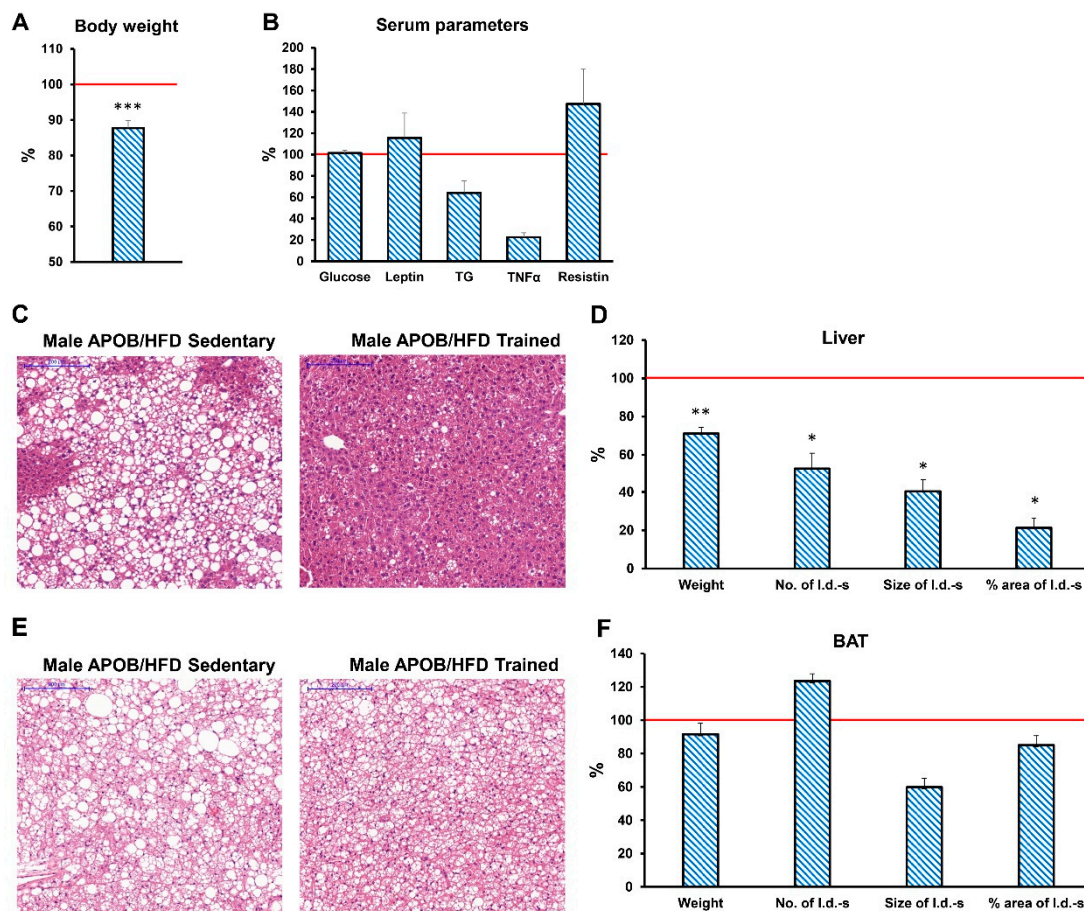 A
Body weight
110
100
90
80
70
60
50
%
***
B
Serum parameters
200
180
160
140
120
100
80
60
40
20
0
%
Glucose Leptin TG TNFα Resistin
C
Male APOB/HFD Sedentary
Male APOB/HFD Trained
D
Liver
120
100
80
60
40
20
0
%
**
*
*
*
Weight No. of l.d.-s Size of l.d.-s % area of l.d.-s
E
Male APOB/HFD Sedentary
Male APOB/HFD Trained
F
BAT
140
120
100
80
60
40
20
0
%
Weight No. of l.d.-s Size of l.d.-s % area of l.d.-s